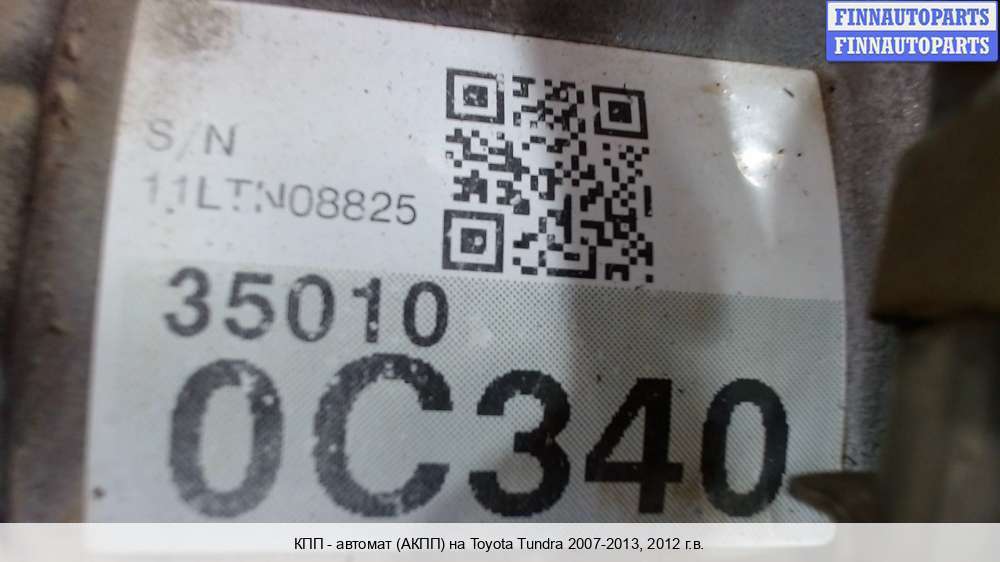 FINNAUTOPARTS
FINNAUTOPARTS
S/N
11LTN08825
35010
0C340
КПП - автомат (АКПП) на Toyota Tundra 2007-2013, 2012 г.в.